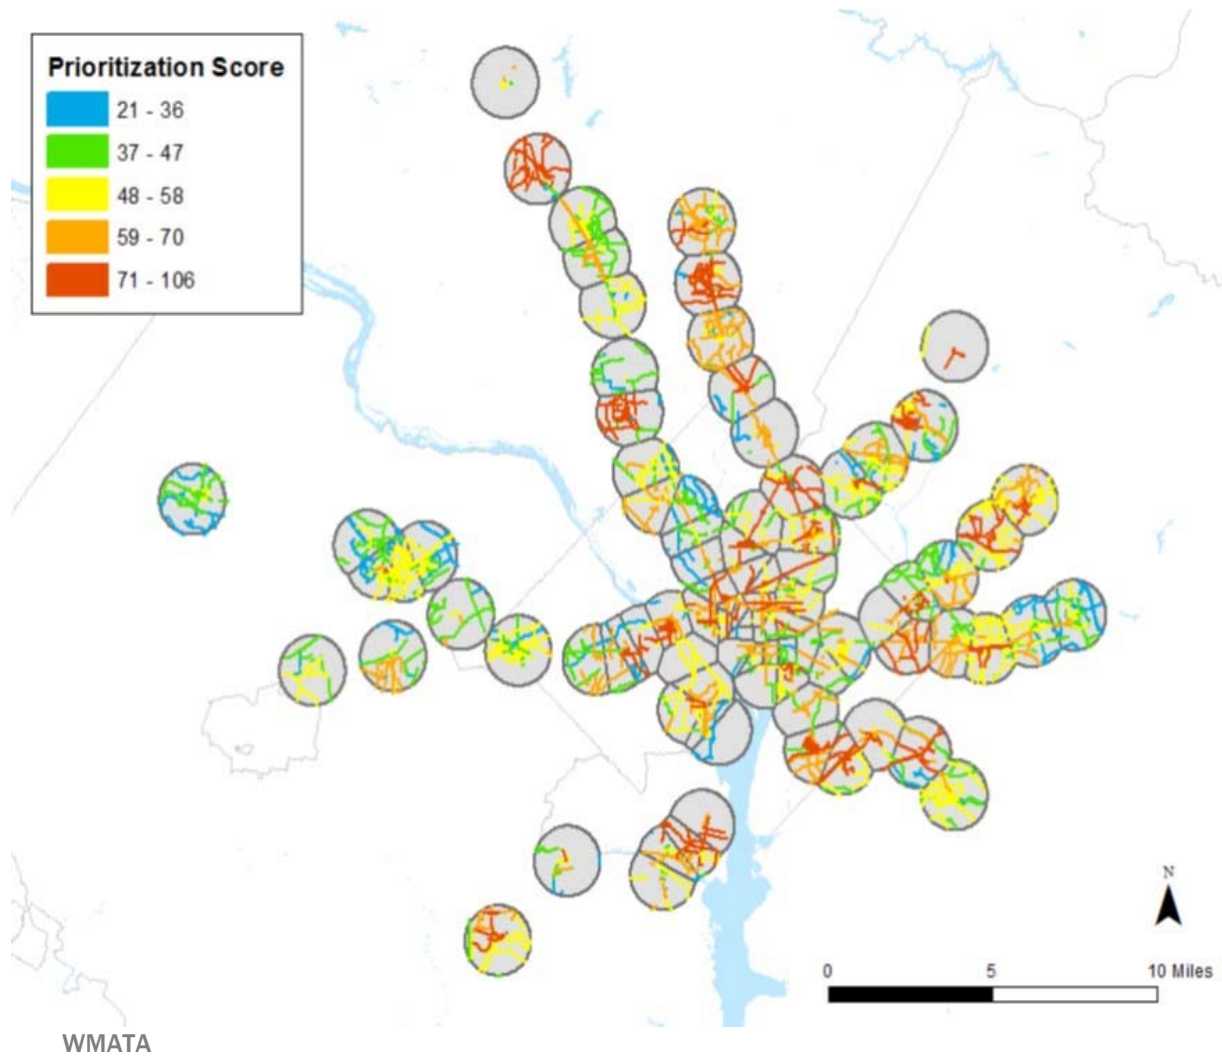 Prioritization Score
21 - 36
37 - 47
48 - 58
59 - 70
71 - 106
N
0 5 10 Miles
WMATA